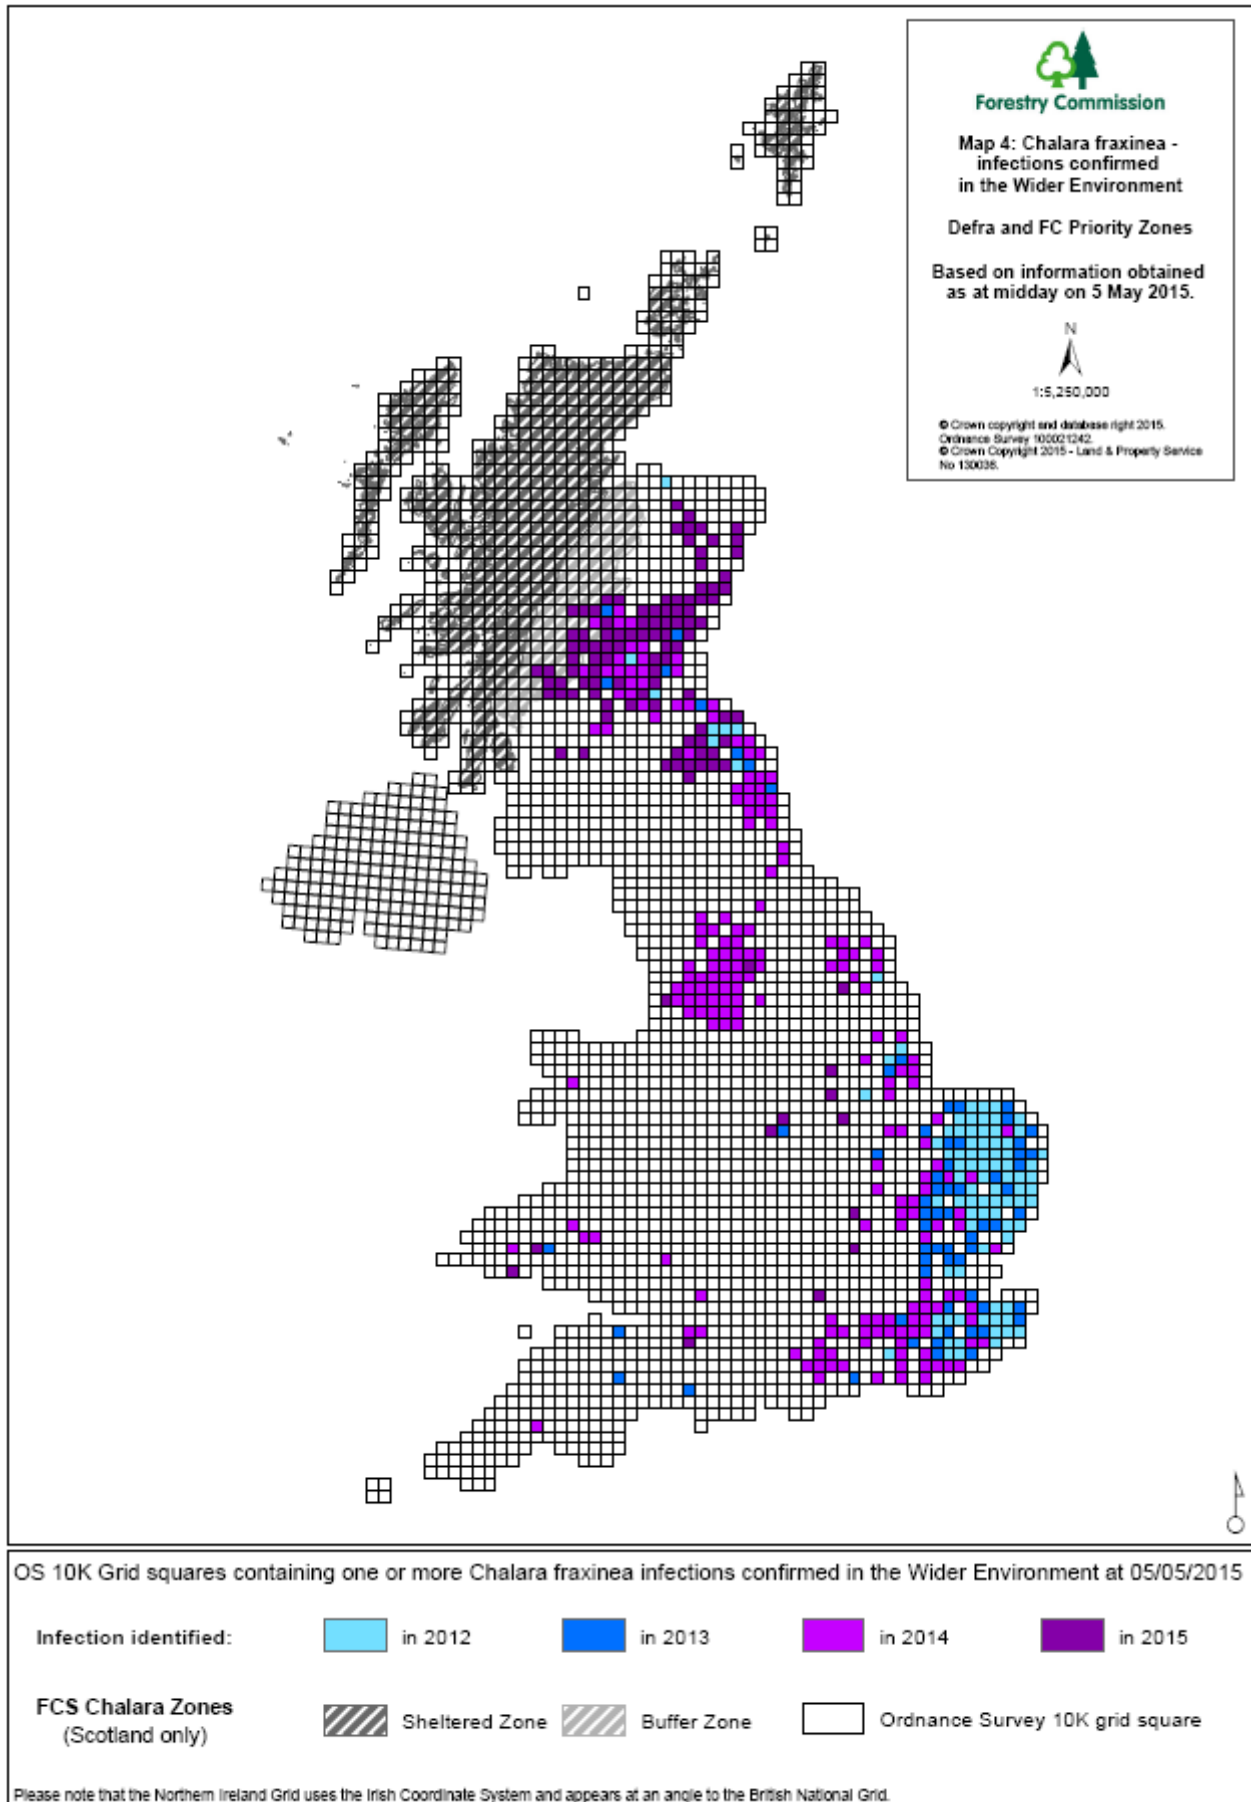 Forestry Commission
Map 4: Chalara fraxinea -
infections confirmed
in the Wider Environment
Defra and FC Priority Zones
Based on information obtained
as at midday on 5 May 2015.
N
1:5,250,000
© Crown copyright and database right 2015.
Ordnance Survey 100021242.
© Crown Copyright 2015 - Land & Property Service
No 130036.
OS 10K Grid squares containing one or more Chalara fraxinea infections confirmed in the Wider Environment at 05/05/2015
Infection identified: in 2012 in 2013 in 2014 in 2015
FCS Chalara Zones
(Scotland only)
Sheltered Zone Buffer Zone Ordnance Survey 10K grid square
Please note that the Northern Ireland Grid uses the Irish Coordinate System and appears at an angle to the British National Grid.